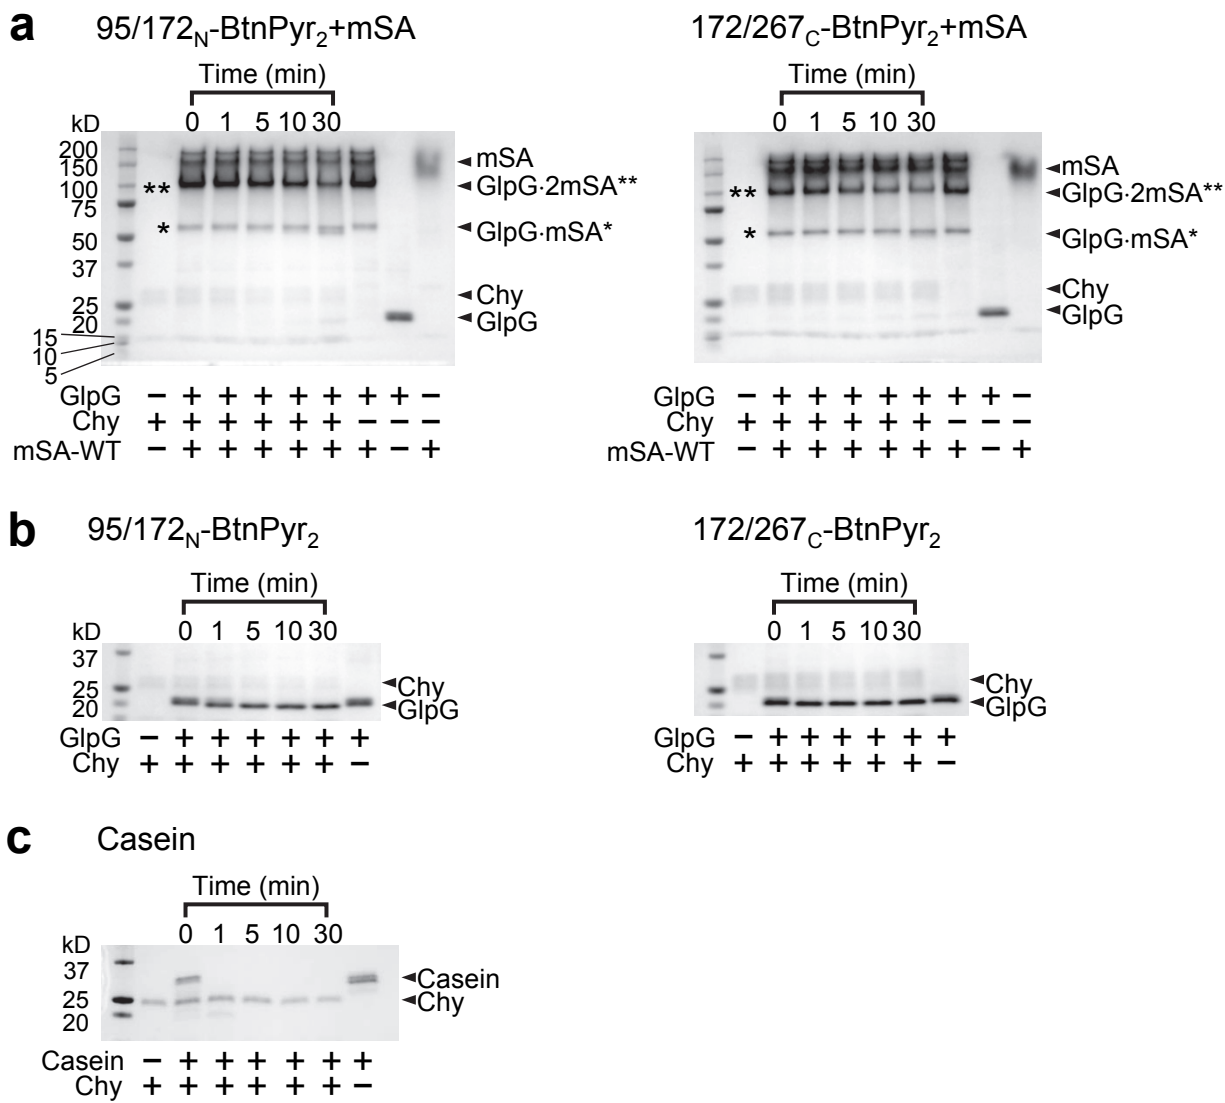 a
95/172N-BtnPyr2+mSA
Time (min)
0 1 5 10 30
kD
200
150
100
75
50
37
25
20
15
10
5
**
*
mSA
GlpG·2mSA**
GlpG·mSA*
Chy
GlpG
GlpG − + + + + + + + −
Chy + + + + + + − − −
mSA-WT − + + + + + + − +
172/267C-BtnPyr2+mSA
Time (min)
0 1 5 10 30
**
*
mSA
GlpG·2mSA**
GlpG·mSA*
Chy
GlpG
GlpG − + + + + + + + −
Chy + + + + + + − − −
mSA-WT − + + + + + + − +
b
95/172N-BtnPyr2
Time (min)
0 1 5 10 30
kD
37
25
20
Chy
GlpG
GlpG − + + + + + +
Chy + + + + + + −
172/267C-BtnPyr2
Time (min)
0 1 5 10 30
Chy
GlpG
GlpG − + + + + + +
Chy + + + + + + −
c
Casein
Time (min)
0 1 5 10 30
kD
37
25
20
Casein
Chy
Casein − + + + + + +
Chy + + + + + + −